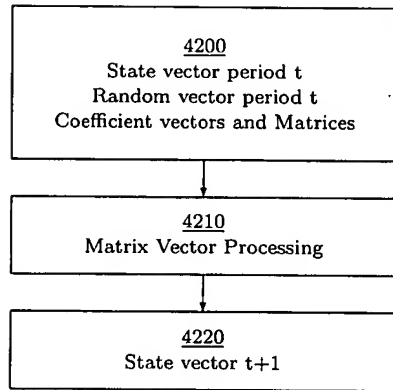 4200
State vector period t
Random vector period t
Coefficient vectors and Matrices
4210
Matrix Vector Processing
4220
State vector t+1